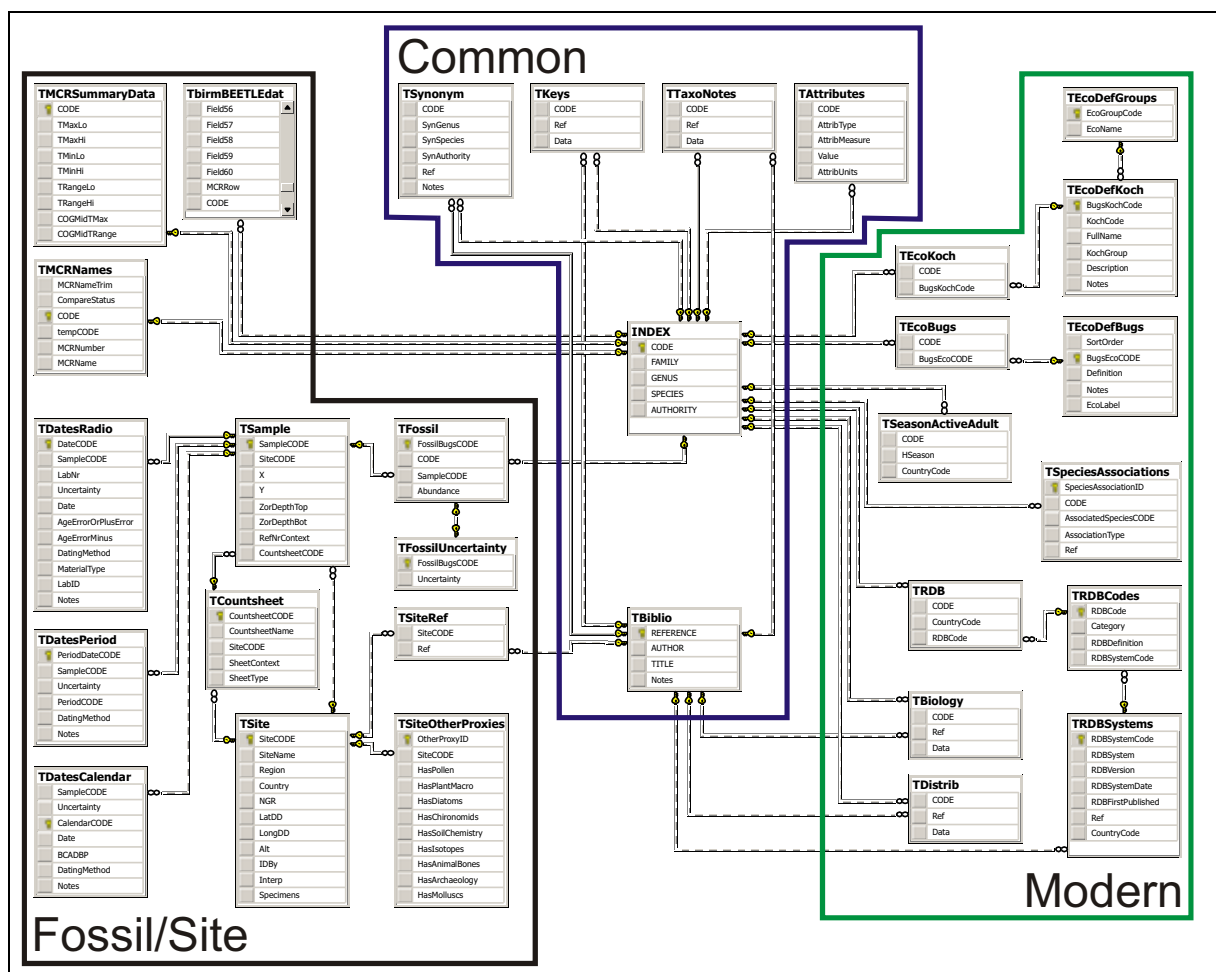 Common
TSynonym
CODE
SynGenus
SynSpecies
SynAuthority
Ref
Notes
TKeys
CODE
Ref
Data
TTaxoNotes
CODE
Ref
Data
TAttributes
CODE
AttribType
AttribMeasure
Value
AttribUnits
INDEX
CODE
FAMILY
GENUS
SPECIES
AUTHORITY
TBiblio
REFERENCE
AUTHOR
TITLE
Notes
TMCRSummaryData
CODE
TMaxLo
TMaxHi
TMinLo
TMinHi
TRangeLo
TRangeHi
COGMidTMax
COGMidTRange
TbirmBEETLEdat
Field56
Field57
Field58
Field59
Field60
MCRRow
CODE
TMCRNames
MCRNameTrim
CompareStatus
CODE
tempCODE
MCRNumber
MCRName
TDatesRadio
DateCODE
SampleCODE
LabNr
Uncertainty
Date
AgeErrorOrPlusError
AgeErrorMinus
DatingMethod
MaterialType
LabID
Notes
TSample
SampleCODE
SiteCODE
X
Y
ZorDepthTop
ZorDepthBot
RefNrContext
CountsheetCODE
TFossil
FossilBugsCODE
CODE
SampleCODE
Abundance
TFossilUncertainty
FossilBugsCODE
Uncertainty
TCountsheet
CountsheetCODE
CountsheetName
SiteCODE
SheetContext
SheetType
TSiteRef
SiteCODE
Ref
TDatesPeriod
PeriodDateCODE
SampleCODE
Uncertainty
PeriodCODE
DatingMethod
Notes
TSite
SiteCODE
SiteName
Region
Country
NGR
LatDD
LongDD
Alt
IDBy
Interp
Specimens
TSiteOtherProxies
OtherProxyID
SiteCODE
HasPollen
HasPlantMacro
HasDiatoms
HasChironomids
HasSoilChemistry
HasIsotopes
HasAnimalBones
HasArchaeology
HasMolluscs
TDatesCalendar
SampleCODE
Uncertainty
CalendarCODE
Date
BCADBP
DatingMethod
Notes
Fossil/Site
TEcoDefGroups
EcoGroupCode
EcoName
TEcoDefKoch
BugsKochCode
KochCode
FullName
KochGroup
Description
Notes
TEcoKoch
CODE
BugsKochCode
TEcoBugs
CODE
BugsEcoCODE
TEcoDefBugs
SortOrder
BugsEcoCODE
Definition
Notes
EcoLabel
TSeasonActiveAdult
CODE
HSeason
CountryCode
TSpeciesAssociations
SpeciesAssociationID
CODE
AssociatedSpeciesCODE
AssociationType
Ref
TRDB
CODE
CountryCode
RDBCode
TRDBCodes
RDBCode
Category
RDBDefinition
RDBSystemCode
TBiology
CODE
Ref
Data
TRDBSystems
RDBSystemCode
RDBSystem
RDBVersion
RDBSystemDate
RDBFirstPublished
Ref
CountryCode
TDistrib
CODE
Ref
Data
Modern